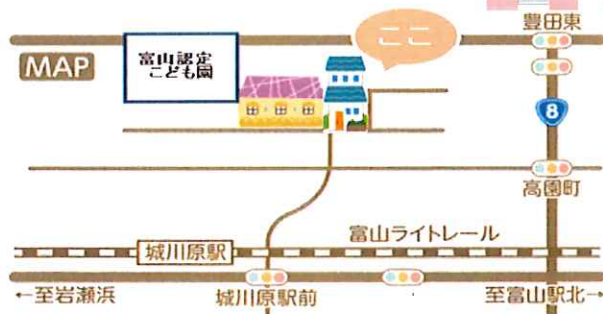 豊田東
ここ
MAP
富山認定
こども園
8
高園町
富山ライトレール
城川原駅
←至岩瀬浜
城川原駅前
至富山駅北→